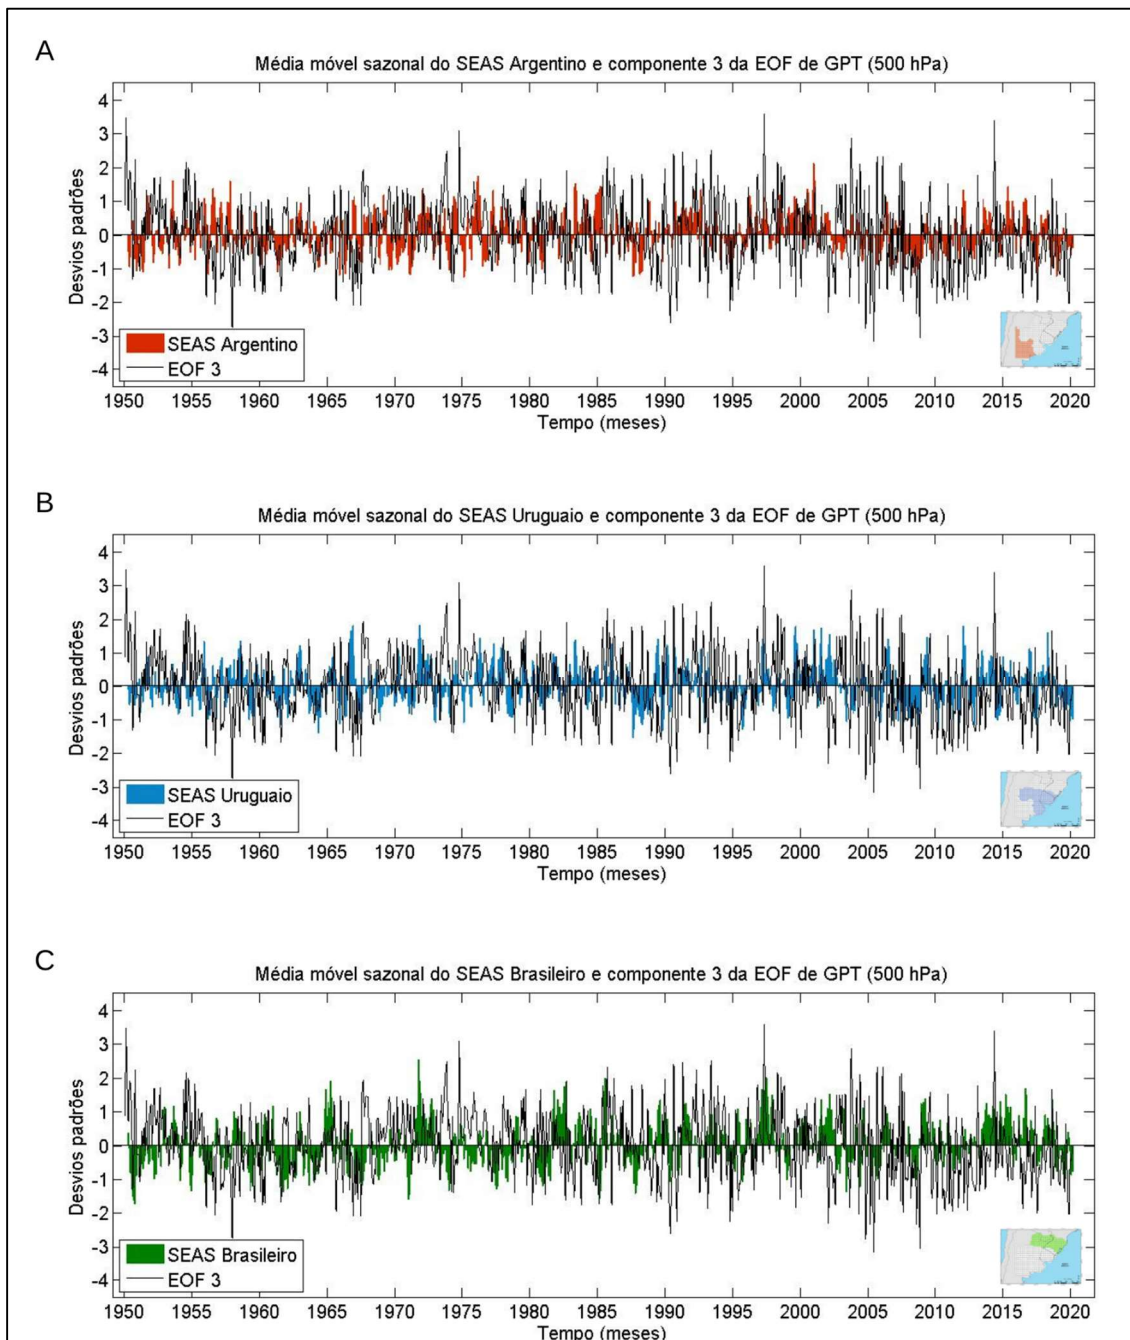 A
Média móvel sazonal do SEAS Argentino e componente 3 da EOF de GPT (500 hPa)
Desvios padrões
4
3
2
1
0
-1
-2
-3
-4
SEAS Argentino
EOF 3
1950 1955 1960 1965 1970 1975 1980 1985 1990 1995 2000 2005 2010 2015 2020
Tempo (meses)
B
Média móvel sazonal do SEAS Uruguaio e componente 3 da EOF de GPT (500 hPa)
Desvios padrões
4
3
2
1
0
-1
-2
-3
-4
SEAS Uruguaio
EOF 3
1950 1955 1960 1965 1970 1975 1980 1985 1990 1995 2000 2005 2010 2015 2020
Tempo (meses)
C
Média móvel sazonal do SEAS Brasileiro e componente 3 da EOF de GPT (500 hPa)
Desvios padrões
4
3
2
1
0
-1
-2
-3
-4
SEAS Brasileiro
EOF 3
1950 1955 1960 1965 1970 1975 1980 1985 1990 1995 2000 2005 2010 2015 2020
Tempo (meses)